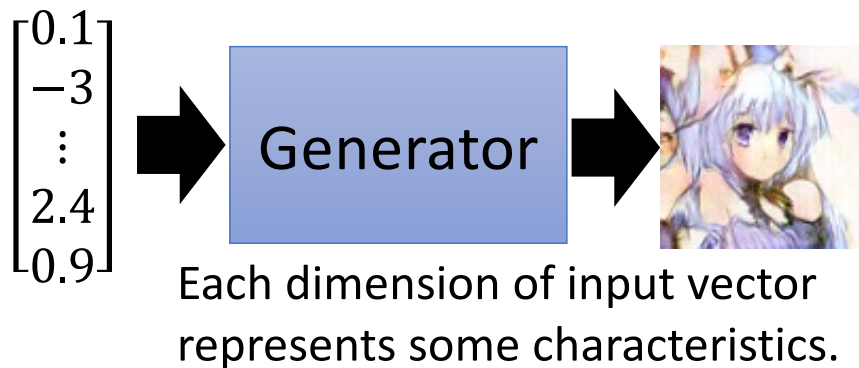 0.1
−3
⋮
2.4
0.9
Generator
Each dimension of input vector
represents some characteristics.